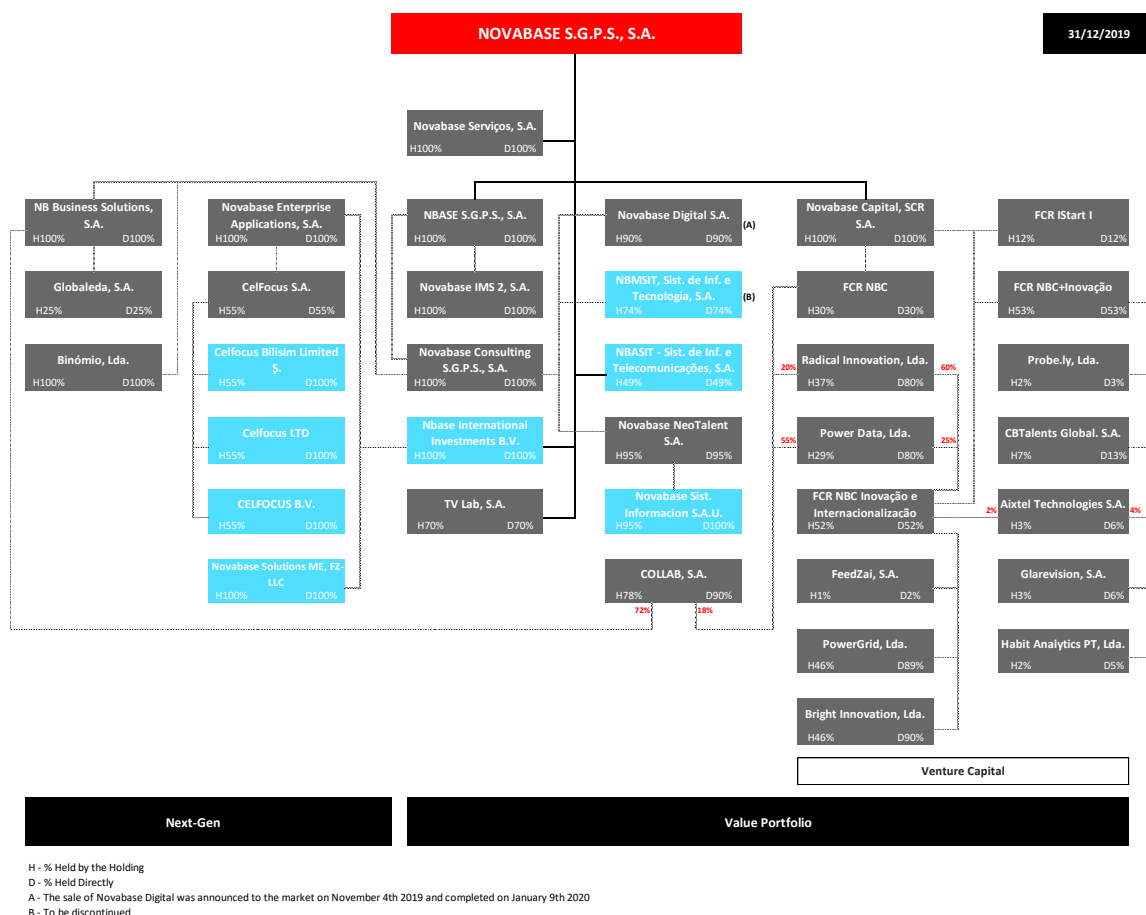 NOVABASE S.G.P.S., S.A.
31/12/2019
Novabase Serviços, S.A.
H100% D100%
NB Business Solutions,
S.A.
H100% D100%
Novabase Enterprise
Applications, S.A.
H100% D100%
NBASE S.G.P.S., S.A.
H100% D100%
Novabase Digital S.A.
H90% D90%
(A)
Novabase Capital, SCR
S.A.
H100% D100%
FCR IStart I
H12% D12%
Globaleda, S.A.
H25% D25%
CelFocus S.A.
H55% D55%
Novabase IMS 2, S.A.
H100% D100%
NBMSIT, Sist. de Inf. e
Tecnologia, S.A.
H74% D74%
(B)
FCR NBC
H30% D30%
FCR NBC+Inovação
H53% D53%
Binómio, Lda.
H100% D100%
Celfocus Bilisim Limited
Ş.
H55% D100%
Novabase Consulting
S.G.P.S., S.A.
H100% D100%
NBASIT - Sist. de Inf. e
Telecomunicações, S.A.
H49% D49%
20%
Radical Innovation, Lda.
H37% D80%
60%
Probe.ly, Lda.
H2% D3%
Celfocus LTD
H55% D100%
Nbase International
Investments B.V.
H100% D100%
Novabase NeoTalent
S.A.
H95% D95%
55%
Power Data, Lda.
H29% D80%
25%
CBTalents Global. S.A.
H7% D13%
CELFOCUS B.V.
H55% D100%
TV Lab, S.A.
H70% D70%
Novabase Sist.
Informacion S.A.U.
H95% D100%
FCR NBC Inovação e
Internacionalização
H52% D52%
2%
Aixtel Technologies S.A.
H3% D6%
4%
Novabase Solutions ME, FZ-
LLC
H100% D100%
COLLAB, S.A.
H78% D90%
72%
18%
FeedZai, S.A.
H1% D2%
Glarevision, S.A.
H3% D6%
PowerGrid, Lda.
H46% D89%
Habit Analytics PT, Lda.
H2% D5%
Bright Innovation, Lda.
H46% D90%
Venture Capital
Next-Gen
Value Portfolio
H - % Held by the Holding
D - % Held Directly
A - The sale of Novabase Digital was announced to the market on November 4th 2019 and completed on January 9th 2020
B - To be discontinued